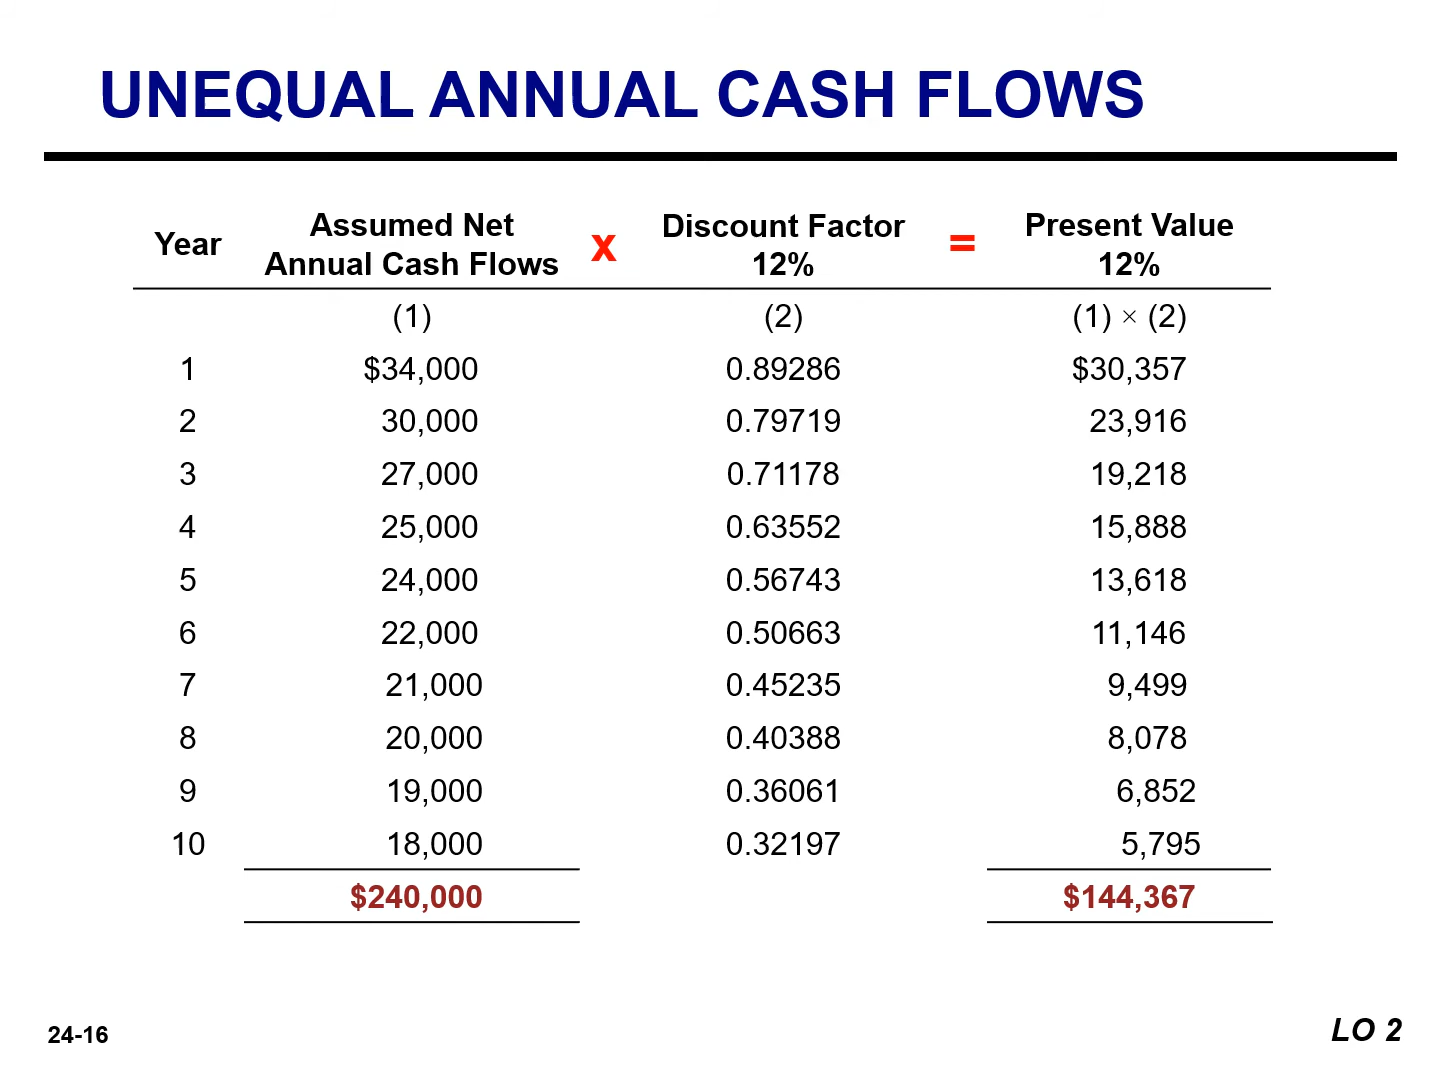 UNEQUAL ANNUAL CASH FLOWS
Year Assumed Net Annual Cash Flows x Discount Factor 12% = Present Value 12%
(1) (2) (1) × (2)
1 $34,000 0.89286 $30,357
2 30,000 0.79719 23,916
3 27,000 0.71178 19,218
4 25,000 0.63552 15,888
5 24,000 0.56743 13,618
6 22,000 0.50663 11,146
7 21,000 0.45235 9,499
8 20,000 0.40388 8,078
9 19,000 0.36061 6,852
10 18,000 0.32197 5,795
$240,000 $144,367
24-16 LO 2